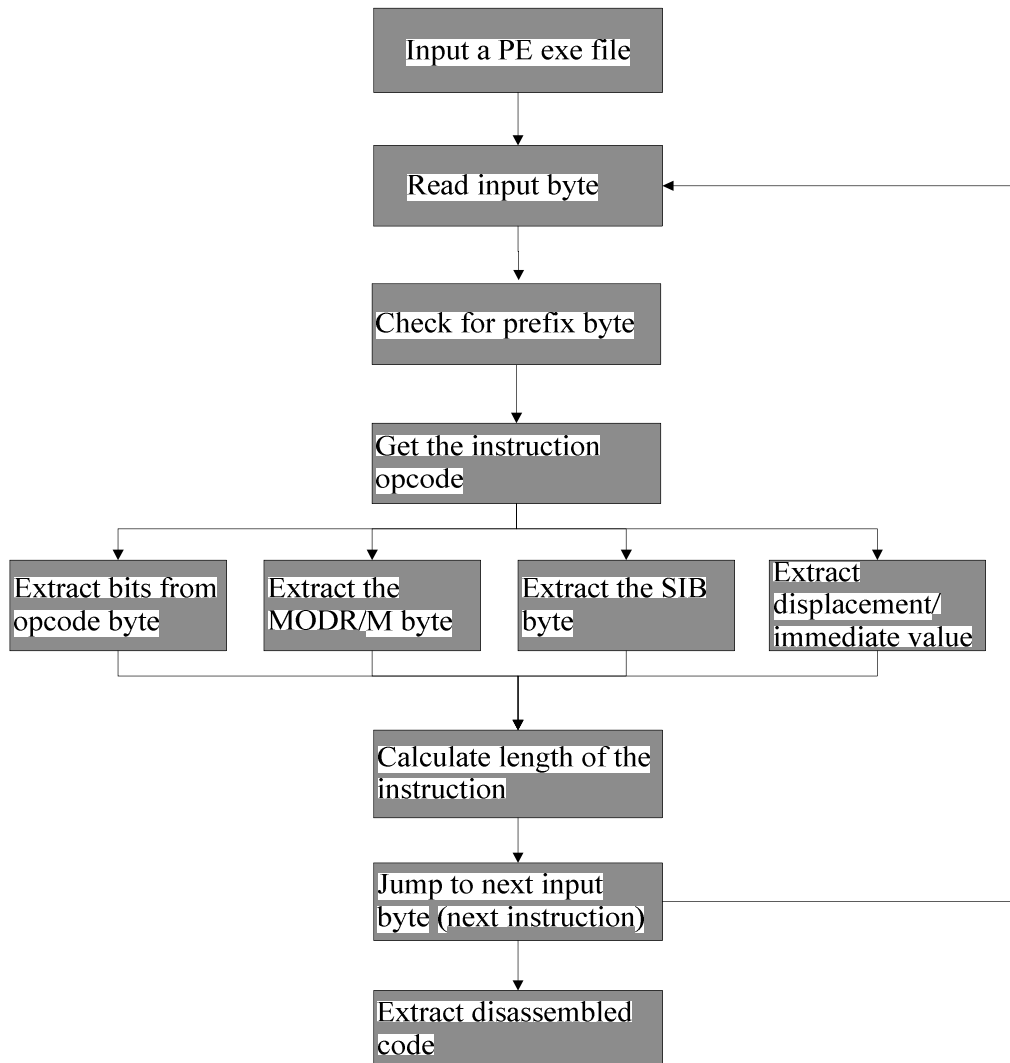 Input a PE exe file
Read input byte
Check for prefix byte
Get the instruction
opcode
Extract bits from
opcode byte
Extract the
MODR/M byte
Extract the SIB
byte
Extract
displacement/
immediate value
Calculate length of the
instruction
Jump to next input
byte (next instruction)
Extract disassembled
code